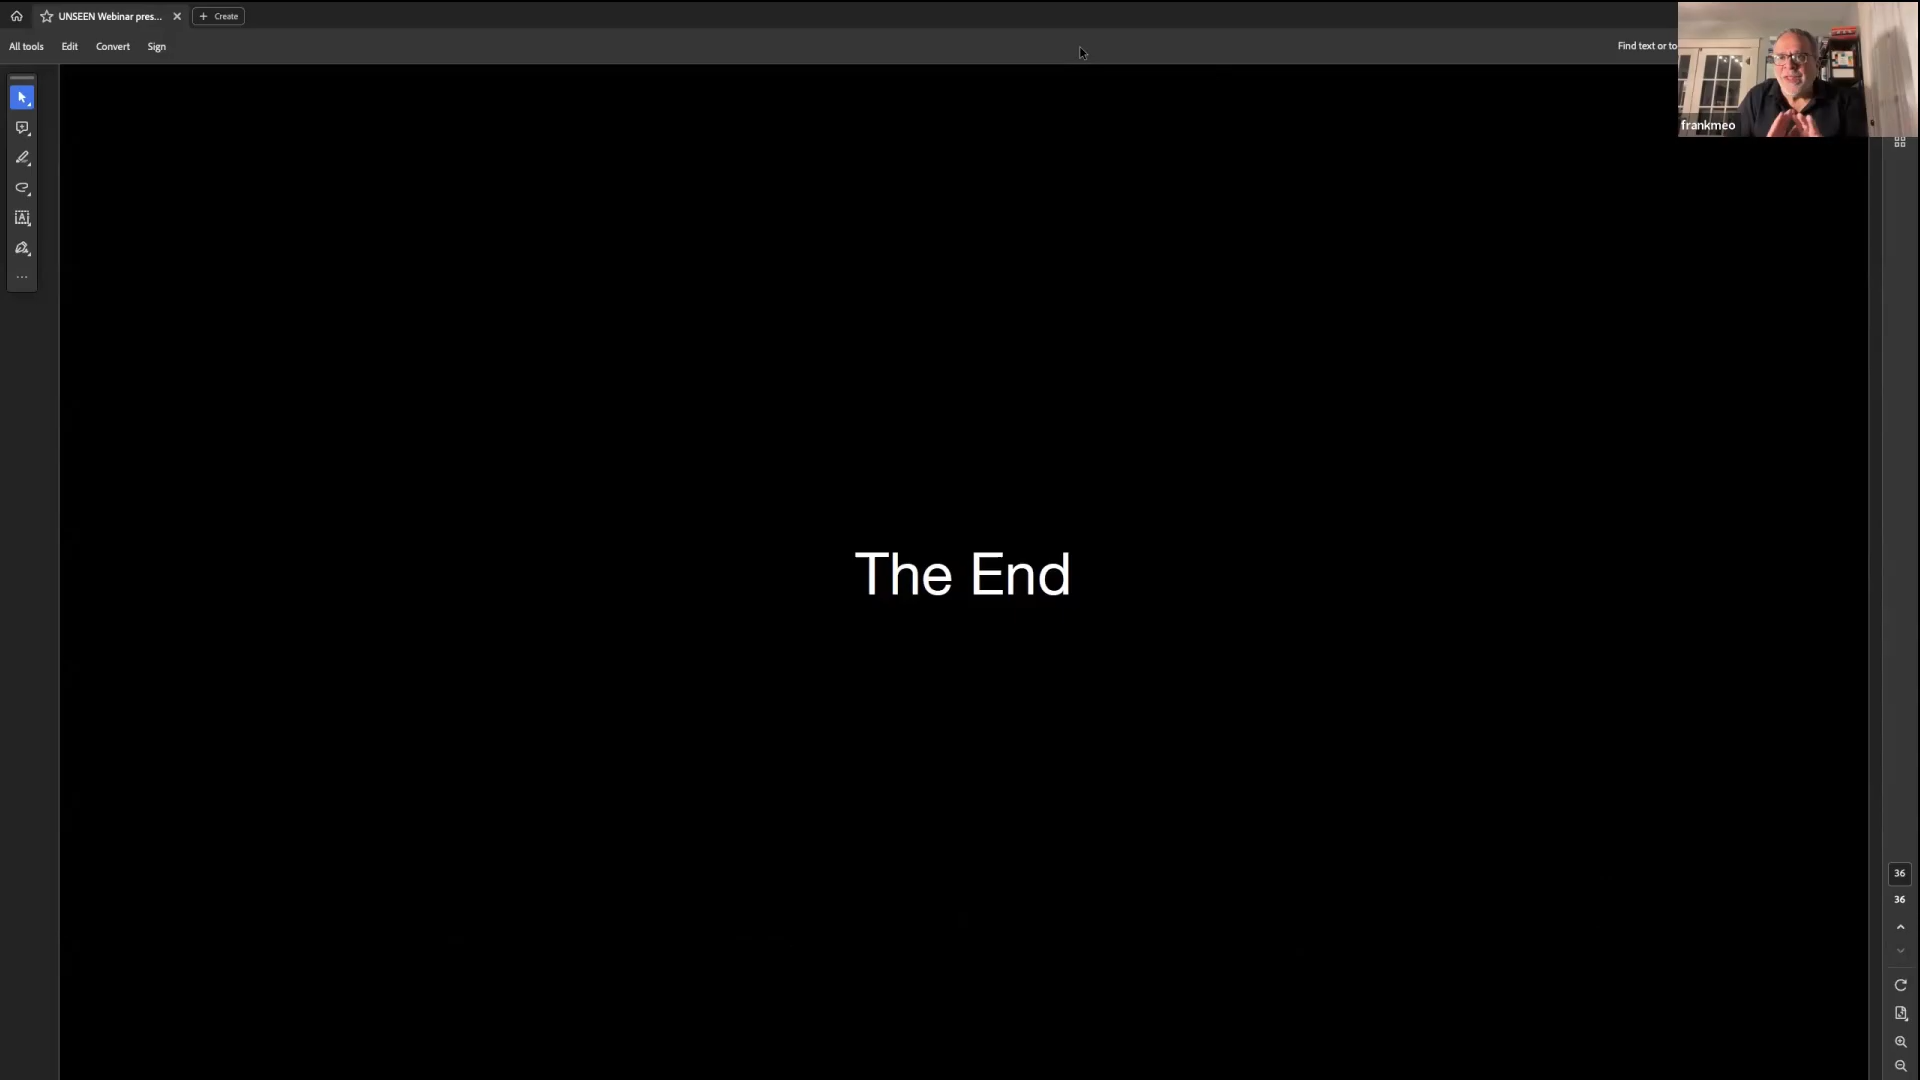 UNSEEN Webinar pres...
Create
All tools Edit Convert Sign
Find text or to
frankmeo
The End
36
36